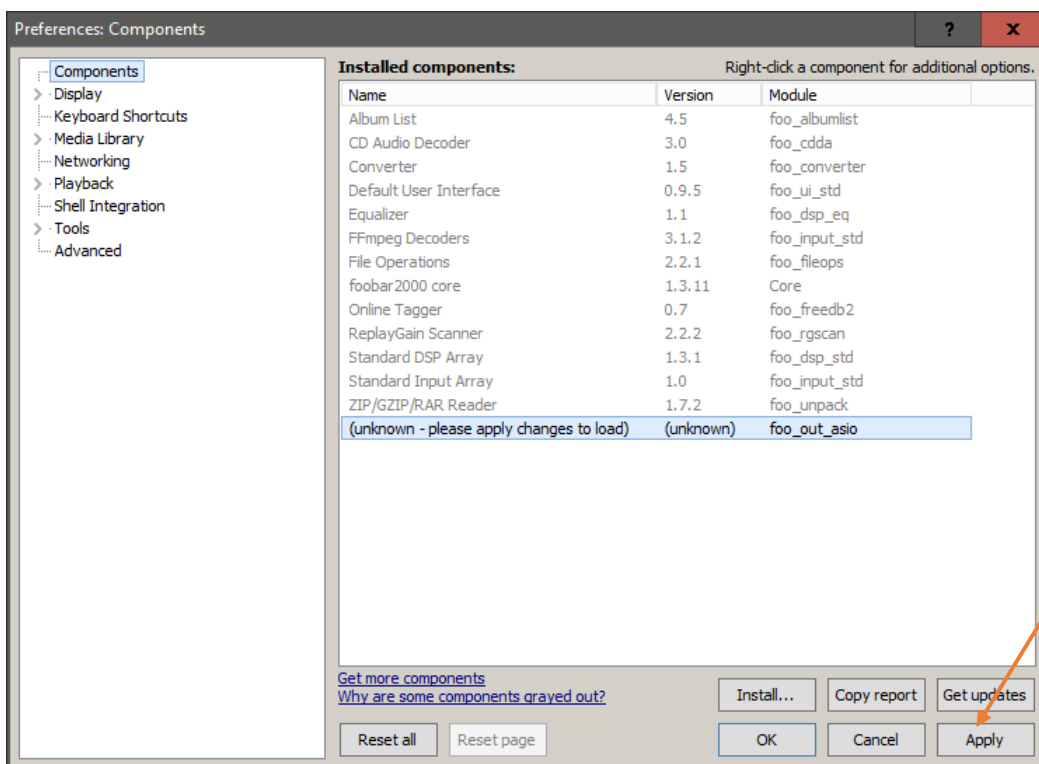 Preferences: Components
? x
Components
Display
Keyboard Shortcuts
Media Library
Networking
Playback
Shell Integration
Tools
Advanced
Installed components: Right-click a component for additional options.
Name Version Module
Album List 4.5 foo_albumlist
CD Audio Decoder 3.0 foo_cdda
Converter 1.5 foo_converter
Default User Interface 0.9.5 foo_ui_std
Equalizer 1.1 foo_dsp_eq
FFmpeg Decoders 3.1.2 foo_input_std
File Operations 2.2.1 foo_fileops
foobar2000 core 1.3.11 Core
Online Tagger 0.7 foo_freedb2
ReplayGain Scanner 2.2.2 foo_rgscan
Standard DSP Array 1.3.1 foo_dsp_std
Standard Input Array 1.0 foo_input_std
ZIP/GZIP/RAR Reader 1.7.2 foo_unpack
(unknown - please apply changes to load) (unknown) foo_out_asio
Get more components
Why are some components grayed out?
Install... Copy report Get updates
Reset all Reset page OK Cancel Apply